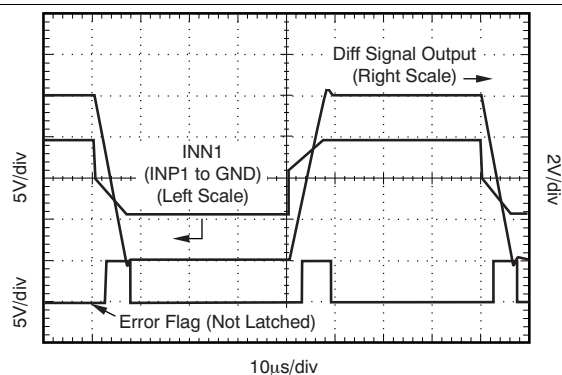 Diff Signal Output
(Right Scale)
INN1
(INP1 to GND)
(Left Scale)
5V/div
2V/div
5V/div
Error Flag (Not Latched)
10μs/div